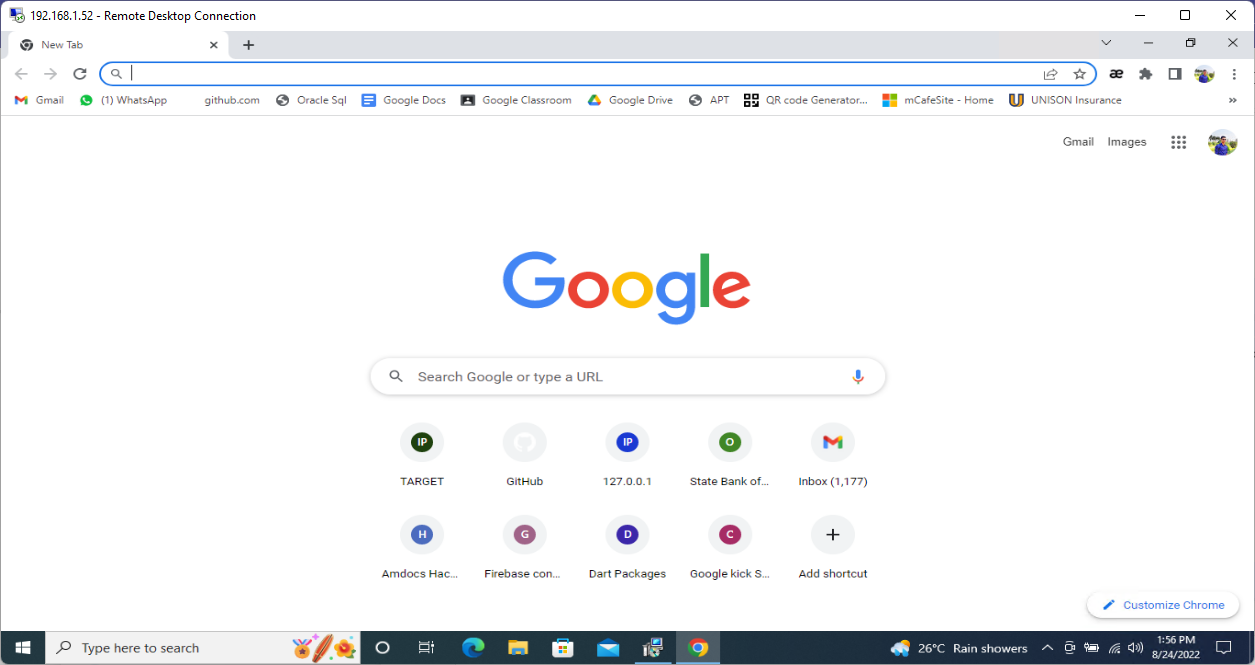 192.168.1.52 - Remote Desktop Connection
New Tab
Gmail (1) WhatsApp github.com Oracle Sql Google Docs Google Classroom Google Drive APT QR code Generator... mCafeSite - Home UNISON Insurance »
Gmail Images
Google
Search Google or type a URL
IP IP O
TARGET GitHub 127.0.0.1 State Bank of... Inbox (1,177)
H G D C
Amdocs Hac... Firebase con... Dart Packages Google kick S... Add shortcut
Customize Chrome
Type here to search 26°C Rain showers 1:56 PM
8/24/2022